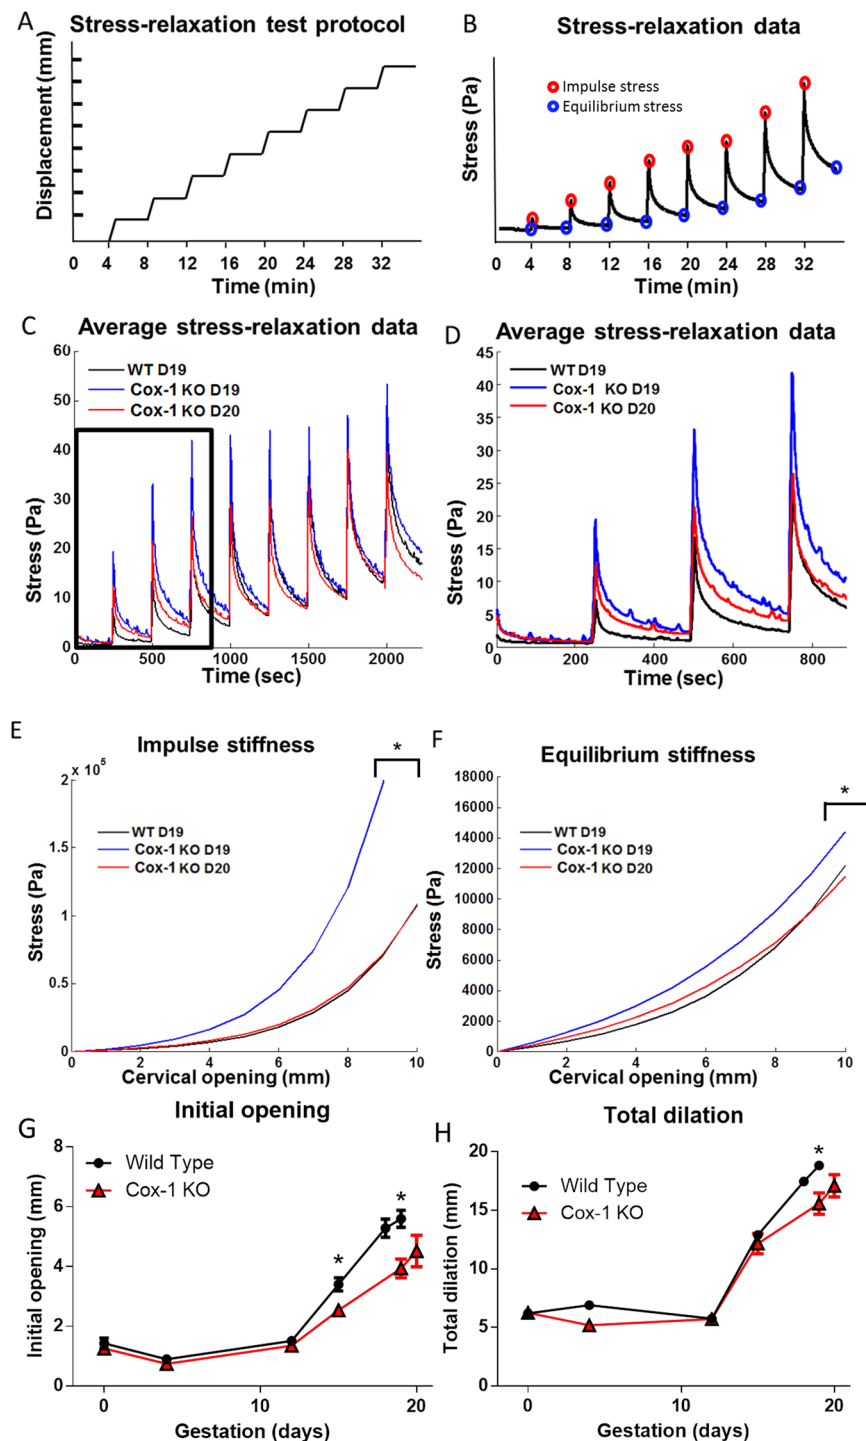 A
Stress-relaxation test protocol
Displacement (mm)
0 4 8 12 16 20 24 28 32
Time (min)
B
Stress-relaxation data
Impulse stress
Equilibrium stress
Stress (Pa)
0 4 8 12 16 20 24 28 32
Time (min)
C
Average stress-relaxation data
60
50
40
30
20
10
0
Stress (Pa)
WT D19
Cox-1 KO D19
Cox-1 KO D20
0 500 1000 1500 2000
Time (sec)
D
Average stress-relaxation data
45
40
35
30
25
20
15
10
5
0
Stress (Pa)
WT D19
Cox-1 KO D19
Cox-1 KO D20
0 200 400 600 800
Time (sec)
E
Impulse stiffness
x 10^5
*
2
1
0.5
0
Stress (Pa)
WT D19
Cox-1 KO D19
Cox-1 KO D20
0 2 4 6 8 10
Cervical opening (mm)
F
Equilibrium stiffness
*
18000
16000
14000
12000
10000
8000
6000
4000
2000
0
Stress (Pa)
WT D19
Cox-1 KO D19
Cox-1 KO D20
0 2 4 6 8 10
Cervical opening (mm)
G
Initial opening
8
6
4
2
0
Initial opening (mm)
Wild Type
Cox-1 KO
*
*
0 10 20
Gestation (days)
H
Total dilation
20
15
10
5
0
Total dilation (mm)
Wild Type
Cox-1 KO
*
0 10 20
Gestation (days)